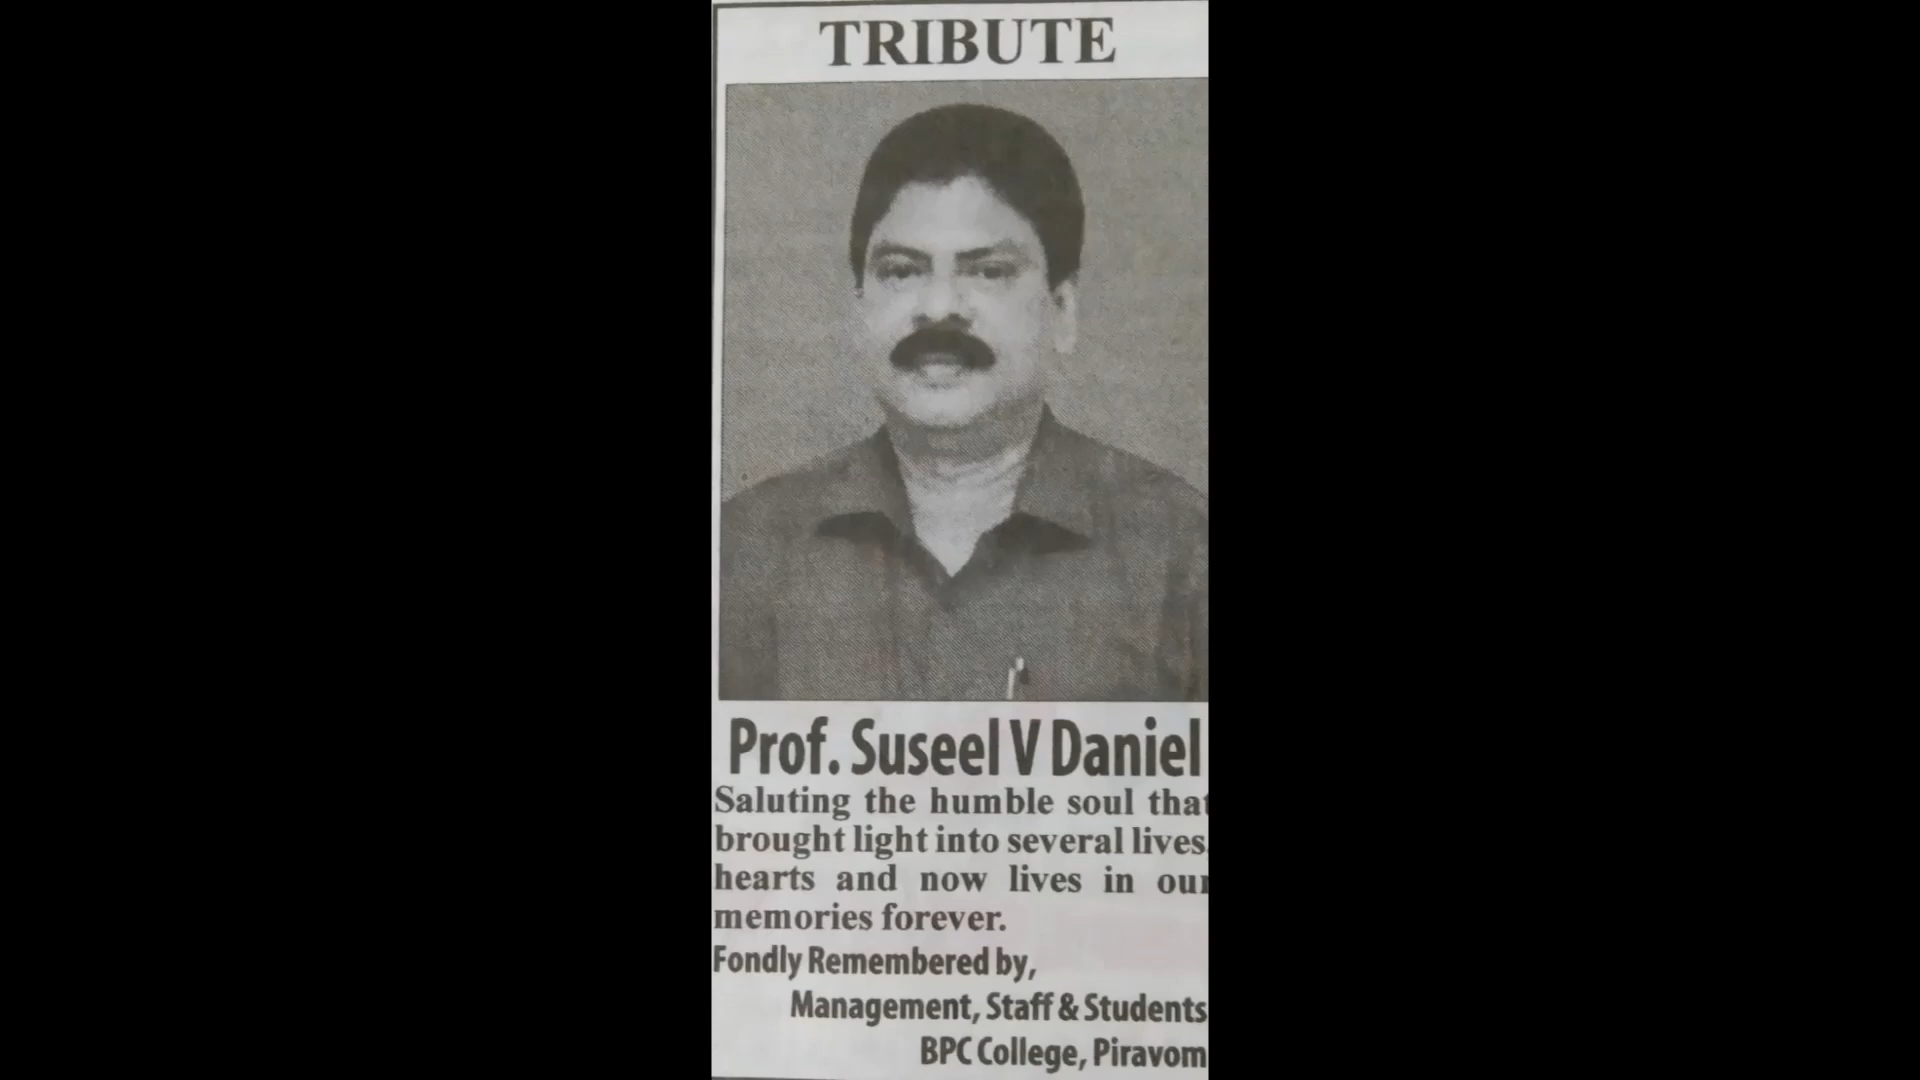 TRIBUTE
Prof. Suseel V Daniel
Saluting the humble soul that
brought light into several lives,
hearts and now lives in our
memories forever.
Fondly Remembered by,
Management, Staff & Students
BPC College, Piravom